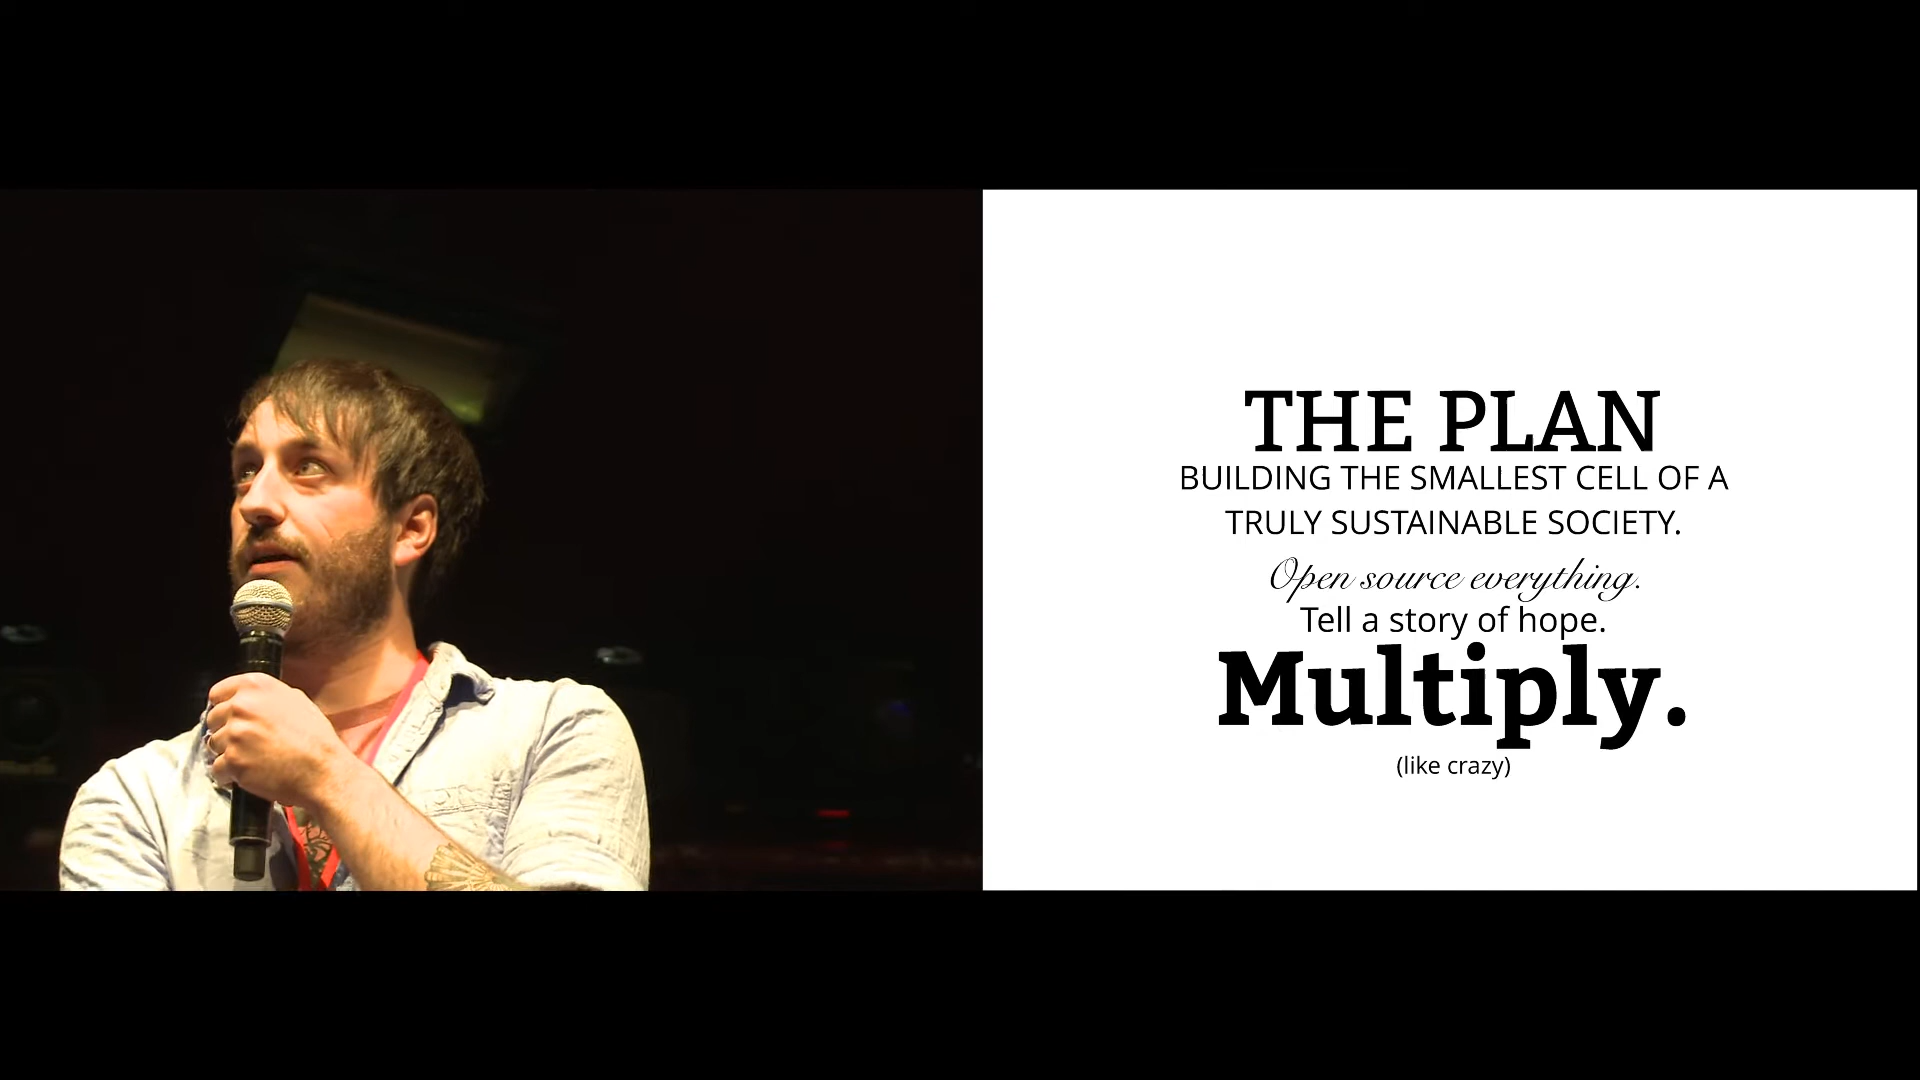 THE PLAN
BUILDING THE SMALLEST CELL OF A
TRULY SUSTAINABLE SOCIETY.
Open source everything.
Tell a story of hope.
Multiply.
(like crazy)